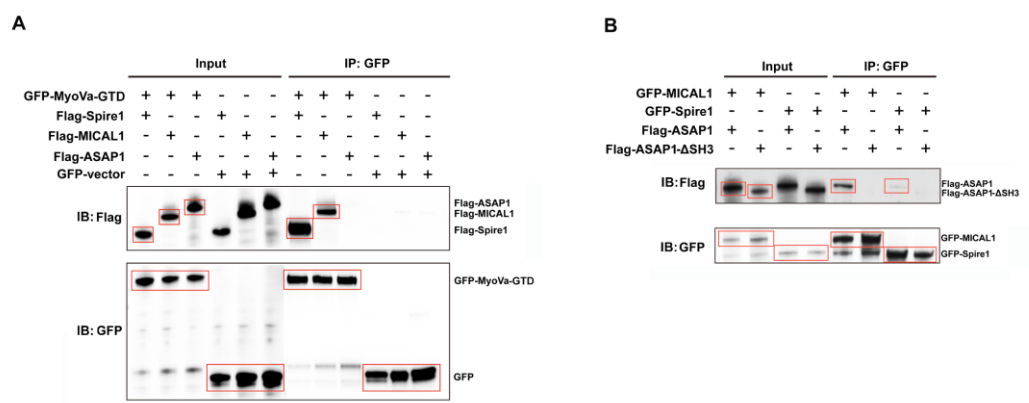 A
Input IP: GFP
GFP-MyoVa-GTD + + + - - - + + + - - -
Flag-Spire1 + - - + - - + - - + - -
Flag-MICAL1 - + - - + - - + - - + -
Flag-ASAP1 - - + - - + - - + - - +
GFP-vector - - - + + + - - - + + +
IB: Flag
Flag-ASAP1
Flag-MICAL1
Flag-Spire1
IB: GFP
GFP-MyoVa-GTD
GFP
B
Input IP: GFP
GFP-MICAL1 + + - - + + - -
GFP-Spire1 - - + + - - + +
Flag-ASAP1 + - + - + - + -
Flag-ASAP1-ΔSH3 - + - + - + - +
IB: Flag
Flag-ASAP1
Flag-ASAP1-ΔSH3
IB: GFP
GFP-MICAL1
GFP-Spire1